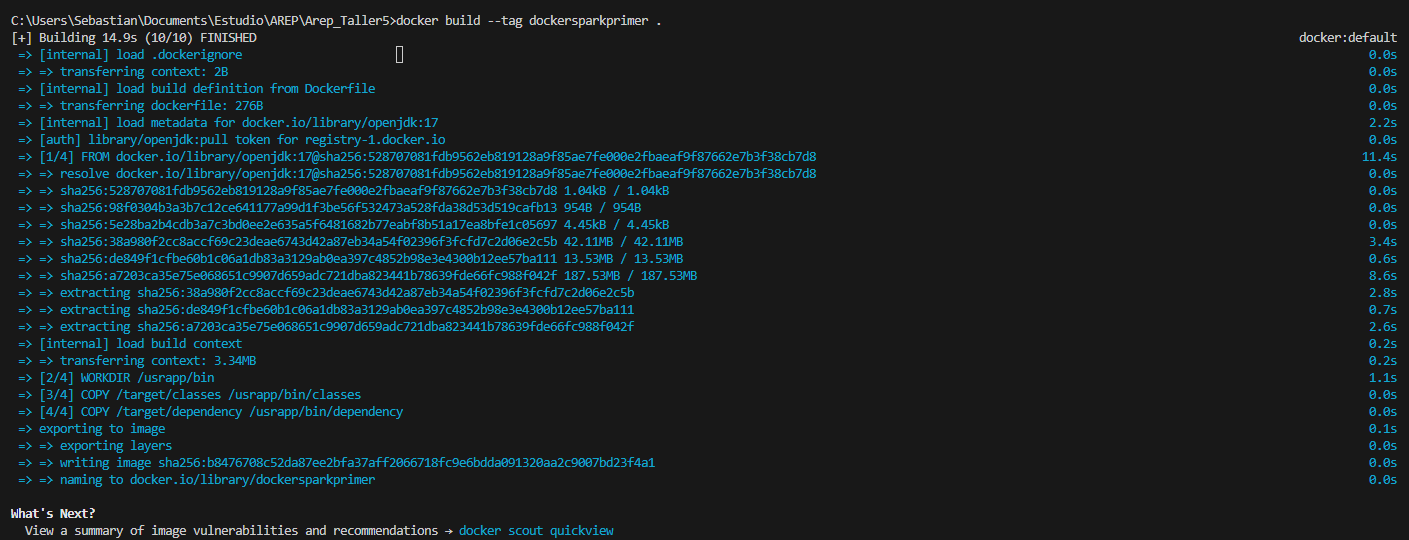 C:\Users\Sebastian\Documents\Estudio\AREP\Arep_Taller5>docker build --tag dockersparkprimer .
[+] Building 14.9s (10/10) FINISHED docker:default
=> [internal] load .dockerignore 0.0s
=> => transferring context: 2B 0.0s
=> [internal] load build definition from Dockerfile 0.0s
=> => transferring dockerfile: 276B 0.0s
=> [internal] load metadata for docker.io/library/openjdk:17 2.2s
=> [auth] library/openjdk:pull token for registry-1.docker.io 0.0s
=> [1/4] FROM docker.io/library/openjdk:17@sha256:528707081fdb9562eb819128a9f85ae7fe000e2fbaeaf9f87662e7b3f38cb7d8 11.4s
=> => resolve docker.io/library/openjdk:17@sha256:528707081fdb9562eb819128a9f85ae7fe000e2fbaeaf9f87662e7b3f38cb7d8 0.0s
=> => sha256:528707081fdb9562eb819128a9f85ae7fe000e2fbaeaf9f87662e7b3f38cb7d8 1.04kB / 1.04kB 0.0s
=> => sha256:98f0304b3a3b7c12ce641177a99d1f3be56f532473a528fda38d53d519cafb13 954B / 954B 0.0s
=> => sha256:5e28ba2b4cdb3a7c3bd0ee2e635a5f6481682b77eabf8b51a17ea8bfe1c05697 4.45kB / 4.45kB 0.0s
=> => sha256:38a980f2cc8accf69c23deae6743d42a87eb34a54f02396f3fcfd7c2d06e2c5b 42.11MB / 42.11MB 3.4s
=> => sha256:de849f1cfbe60b1c06a1db83a3129ab0ea397c4852b98e3e4300b12ee57ba111 13.53MB / 13.53MB 0.6s
=> => sha256:a7203ca35e75e068651c9907d659adc721dba823441b78639fde66fc988f042f 187.53MB / 187.53MB 8.6s
=> => extracting sha256:38a980f2cc8accf69c23deae6743d42a87eb34a54f02396f3fcfd7c2d06e2c5b 2.8s
=> => extracting sha256:de849f1cfbe60b1c06a1db83a3129ab0ea397c4852b98e3e4300b12ee57ba111 0.7s
=> => extracting sha256:a7203ca35e75e068651c9907d659adc721dba823441b78639fde66fc988f042f 2.6s
=> [internal] load build context 0.2s
=> => transferring context: 3.34MB 0.2s
=> [2/4] WORKDIR /usrapp/bin 1.1s
=> [3/4] COPY /target/classes /usrapp/bin/classes 0.0s
=> [4/4] COPY /target/dependency /usrapp/bin/dependency 0.0s
=> exporting to image 0.1s
=> => exporting layers 0.0s
=> => writing image sha256:b8476708c52da87ee2bfa37aff2066718fc9e6bdda091320aa2c9007bd23f4a1 0.0s
=> => naming to docker.io/library/dockersparkprimer 0.0s
What's Next?
View a summary of image vulnerabilities and recommendations → docker scout quickview